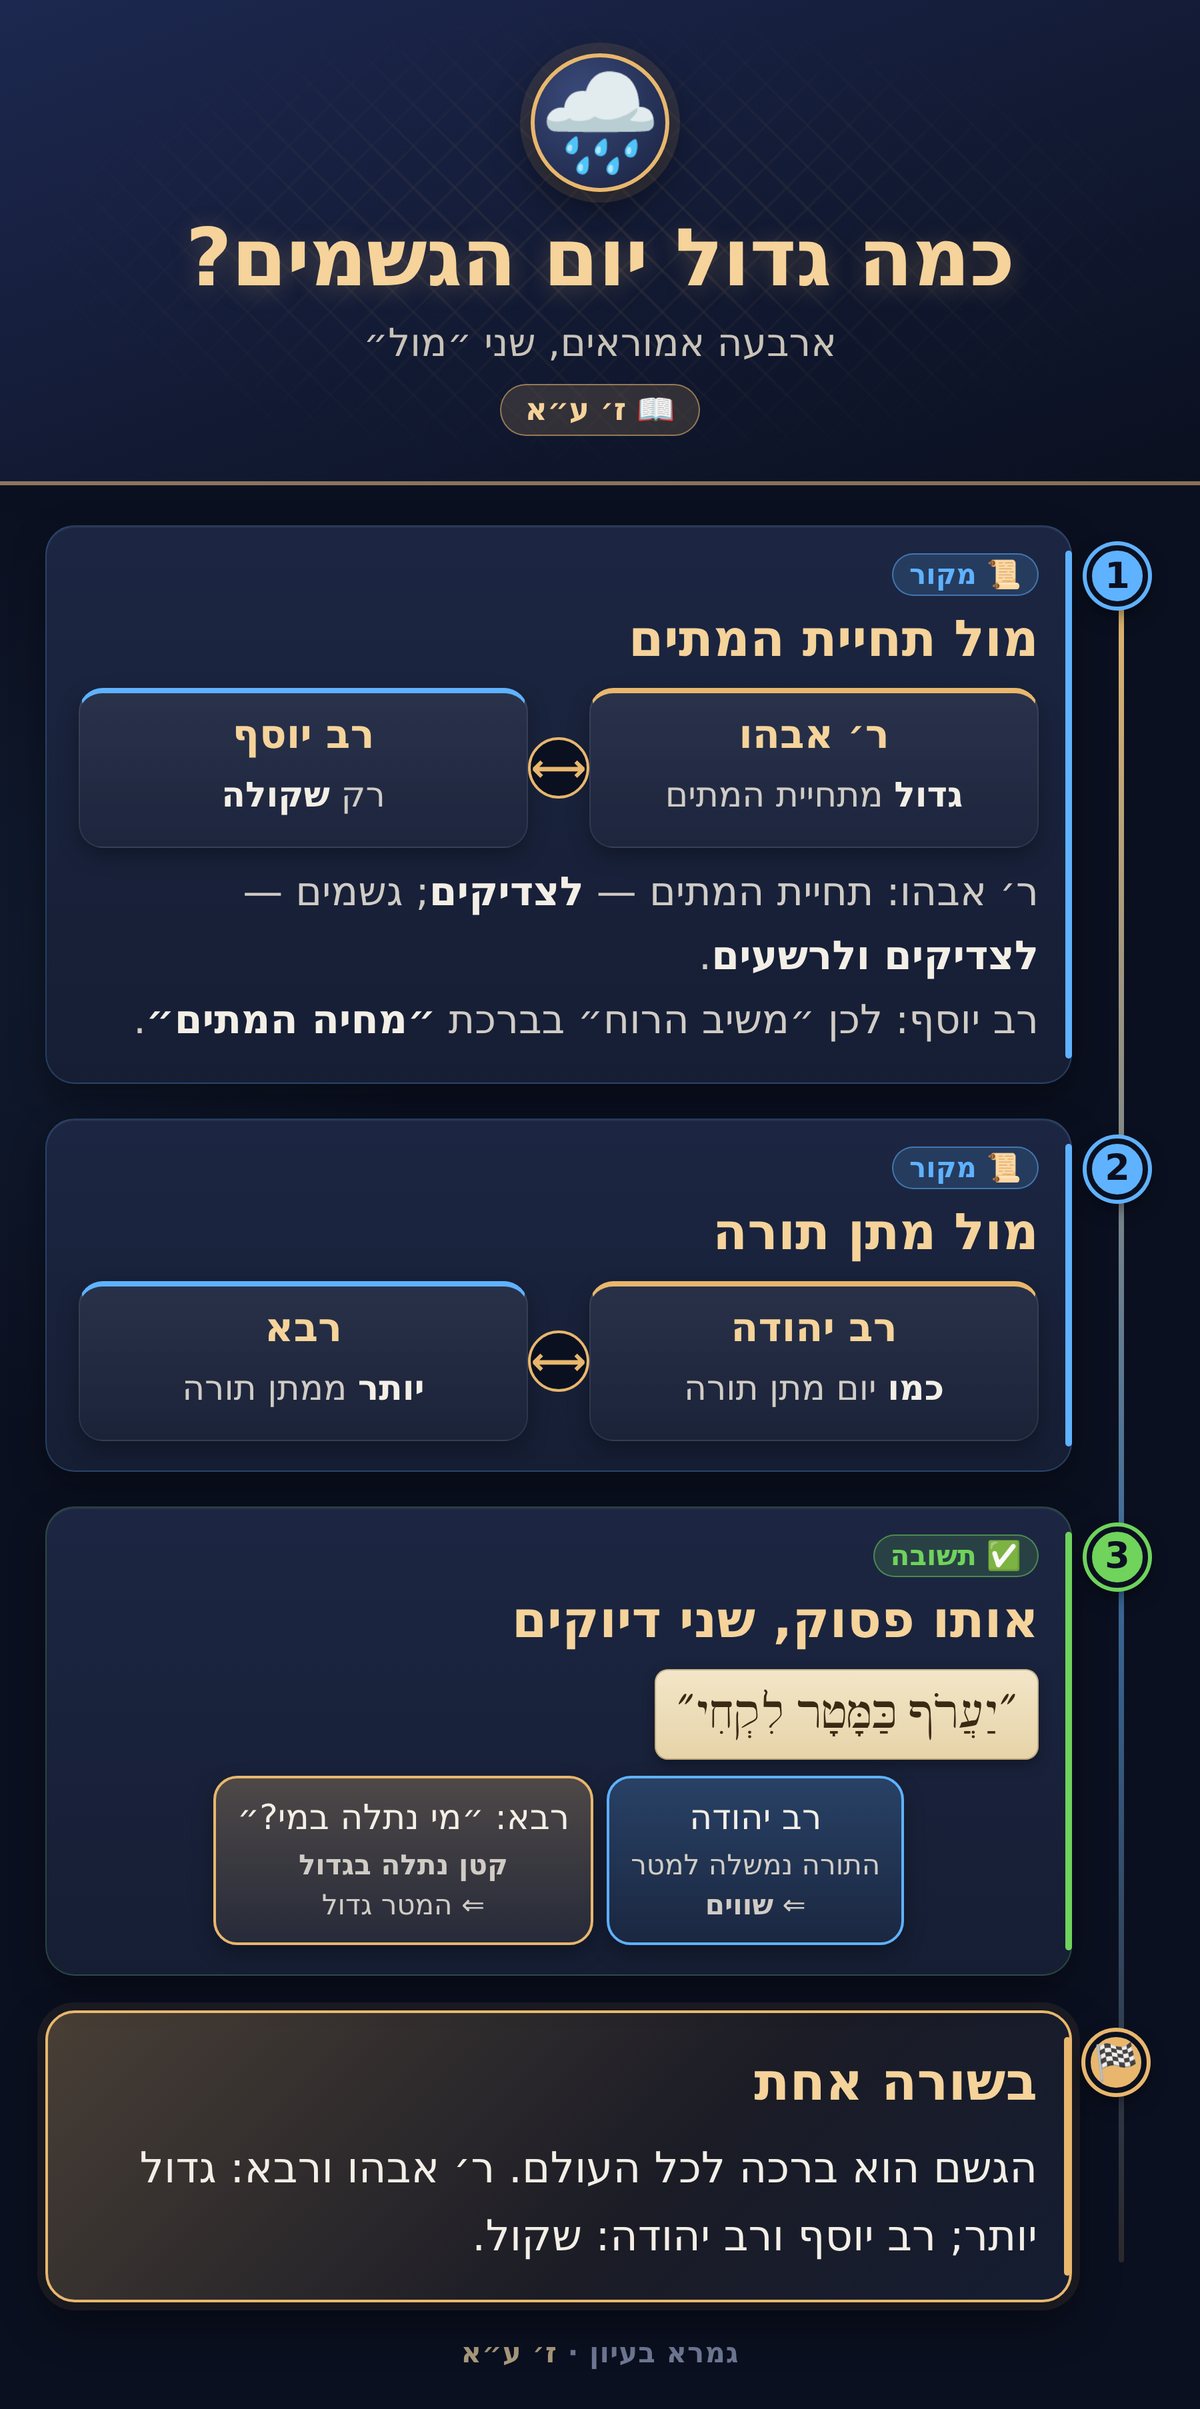 כמה גדול יום הגשמים?
ארבעה אמוראים, שני ״מול״
📖 ז׳ ע״א
1
📜 מקור
מול תחיית המתים
ר׳ אבהו
גדול מתחיית המתים
⟷
רב יוסף
רק שקולה
ר׳ אבהו: תחיית המתים — לצדיקים; גשמים —
לצדיקים ולרשעים.
רב יוסף: לכן ״משיב הרוח״ בברכת ״מחיה המתים״.
2
📜 מקור
מול מתן תורה
רב יהודה
כמו יום מתן תורה
⟷
רבא
יותר ממתן תורה
3
✅ תשובה
אותו פסוק, שני דיוקים
״יַעֲרֹף כַּמָּטָר לִקְחִי״
רב יהודה
התורה נמשלה למטר
⇐ שווים
רבא: ״מי נתלה במי?״
קטן נתלה בגדול
⇐ המטר גדול
🏁
בשורה אחת
הגשם הוא ברכה לכל העולם. ר׳ אבהו ורבא: גדול
יותר; רב יוסף ורב יהודה: שקול.
גמרא בעיון · ז׳ ע״א